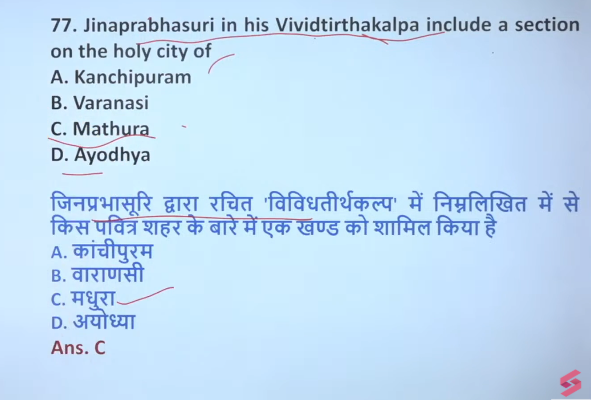 77. Jinaprabhasuri in his Vividtirthakalpa include a section
on the holy city of
A. Kanchipuram
B. Varanasi
C. Mathura
D. Ayodhya
जिनप्रभासूरि द्वारा रचित 'विविधतीर्थकल्प' में निम्नलिखित में से
किस पवित्र शहर के बारे में एक खण्ड को शामिल किया है
A. कांचीपुरम
B. वाराणसी
C. मथुरा
D. अयोध्या
Ans. C